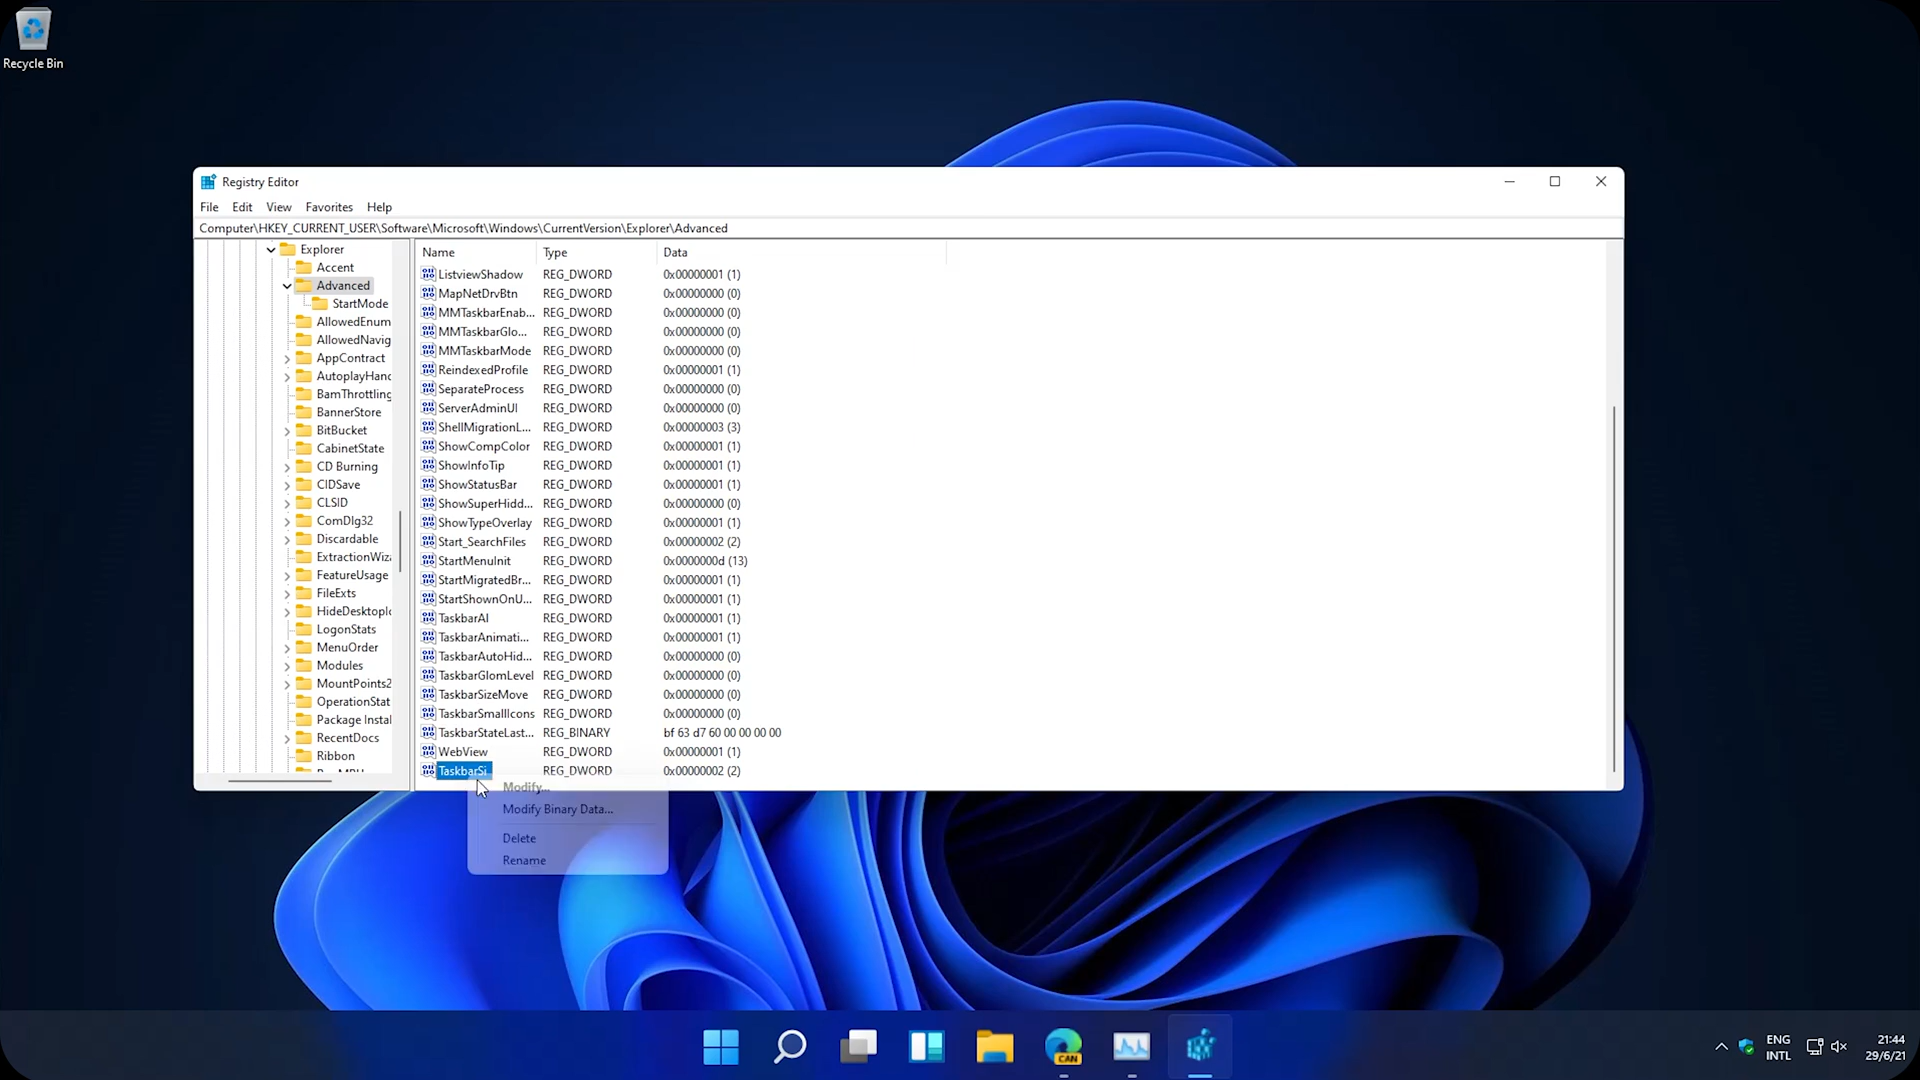 Recycle Bin
Registry Editor
File Edit View Favorites Help
Computer\HKEY_CURRENT_USER\Software\Microsoft\Windows\CurrentVersion\Explorer\Advanced
Explorer
Accent
Advanced
StartMode
AllowedEnum
AllowedNavig
AppContract
AutoplayHanc
BamThrottling
BannerStore
BitBucket
CabinetState
CD Burning
CIDSave
CLSID
ComDlg32
Discardable
ExtractionWiz
FeatureUsage
FileExts
HideDesktopIc
LogonStats
MenuOrder
Modules
MountPoints2
OperationStat
Package Instal
RecentDocs
Ribbon
Name Type Data
ListviewShadow REG_DWORD 0x00000001 (1)
MapNetDrvBtn REG_DWORD 0x00000000 (0)
MMTaskbarEnab... REG_DWORD 0x00000000 (0)
MMTaskbarGlo... REG_DWORD 0x00000000 (0)
MMTaskbarMode REG_DWORD 0x00000000 (0)
ReindexedProfile REG_DWORD 0x00000001 (1)
SeparateProcess REG_DWORD 0x00000000 (0)
ServerAdminUI REG_DWORD 0x00000000 (0)
ShellMigrationL... REG_DWORD 0x00000003 (3)
ShowCompColor REG_DWORD 0x00000001 (1)
ShowInfoTip REG_DWORD 0x00000001 (1)
ShowStatusBar REG_DWORD 0x00000001 (1)
ShowSuperHidd... REG_DWORD 0x00000000 (0)
ShowTypeOverlay REG_DWORD 0x00000001 (1)
Start_SearchFiles REG_DWORD 0x00000002 (2)
StartMenuInit REG_DWORD 0x0000000d (13)
StartMigratedBr... REG_DWORD 0x00000001 (1)
StartShownOnU... REG_DWORD 0x00000001 (1)
TaskbarAl REG_DWORD 0x00000001 (1)
TaskbarAnimati... REG_DWORD 0x00000001 (1)
TaskbarAutoHid... REG_DWORD 0x00000000 (0)
TaskbarGlomLevel REG_DWORD 0x00000000 (0)
TaskbarSizeMove REG_DWORD 0x00000000 (0)
TaskbarSmallIcons REG_DWORD 0x00000000 (0)
TaskbarStateLast... REG_BINARY bf 63 d7 60 00 00 00 00
WebView REG_DWORD 0x00000001 (1)
TaskbarSi REG_DWORD 0x00000002 (2)
Modify...
Modify Binary Data...
Delete
Rename
CAN
ENG
INTL
21:44
29/6/21